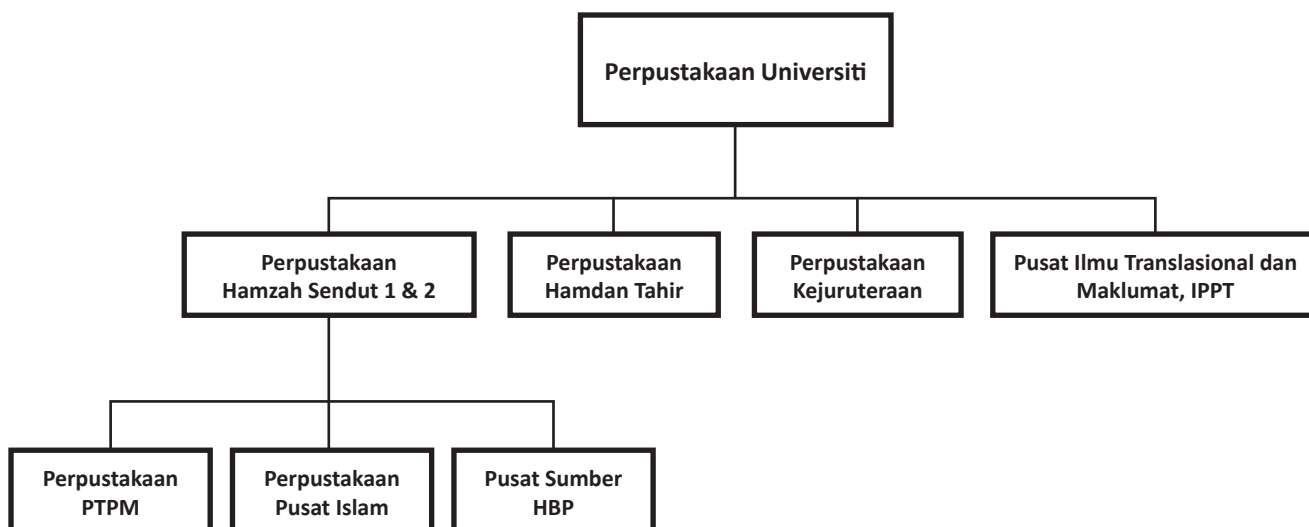 Perpustakaan Universiti
Perpustakaan
Hamzah Sendut 1 & 2
Perpustakaan
Hamdan Tahir
Perpustakaan
Kejuruteraan
Pusat Ilmu Translasional dan
Maklumat, IPPT
Perpustakaan
PTPM
Perpustakaan
Pusat Islam
Pusat Sumber
HBP